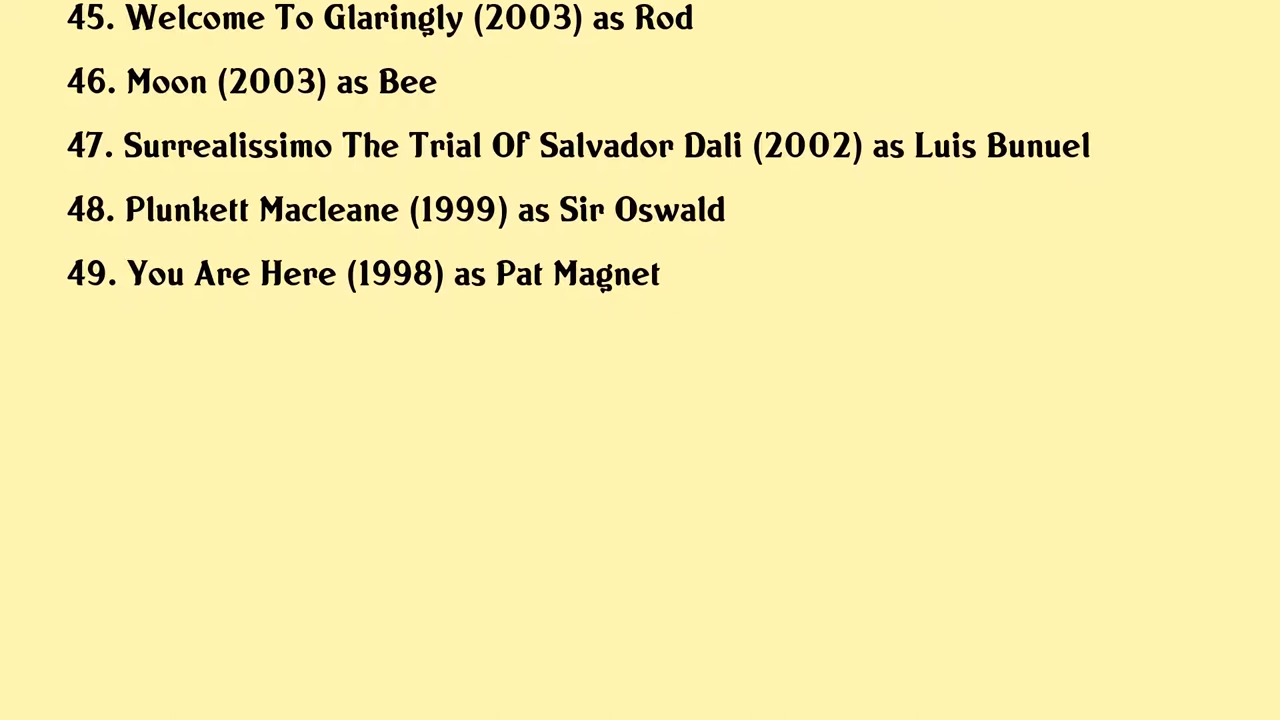 45. Welcome To Glaringly (2003) as Rod
46. Moon (2003) as Bee
47. Surrealissimo The Trial Of Salvador Dali (2002) as Luis Bunuel
48. Plunkett Macleane (1999) as Sir Oswald
49. You Are Here (1998) as Pat Magnet